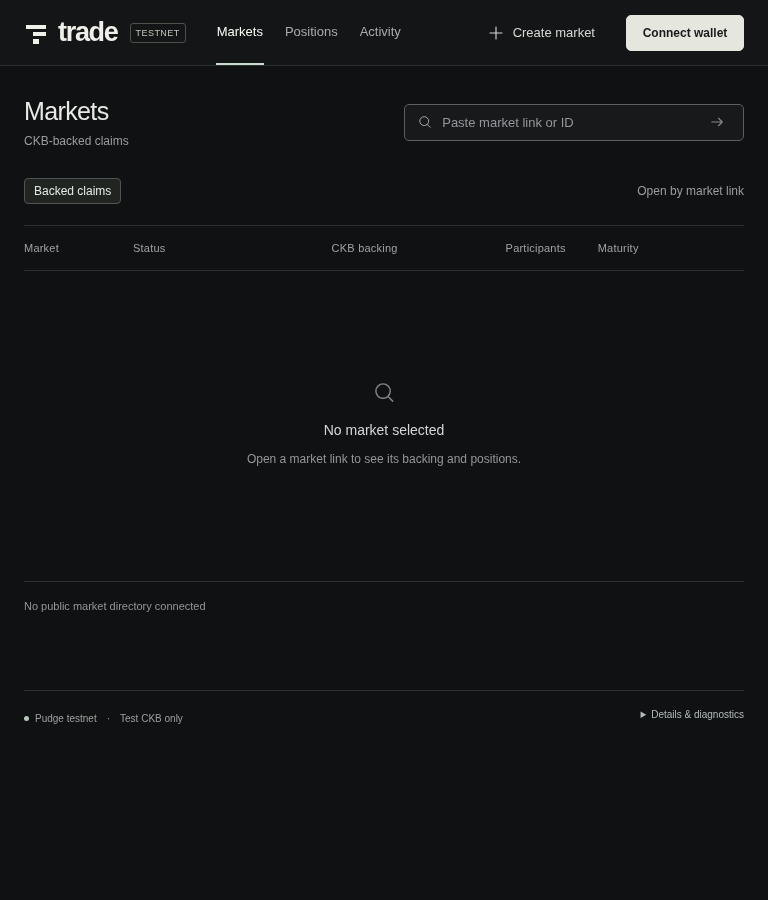 trade TESTNET Markets Positions Activity Create market Connect wallet
Markets
CKB-backed claims
Paste market link or ID
Backed claims
Open by market link
Market Status CKB backing Participants Maturity
No market selected
Open a market link to see its backing and positions.
No public market directory connected
Pudge testnet · Test CKB only
Details & diagnostics